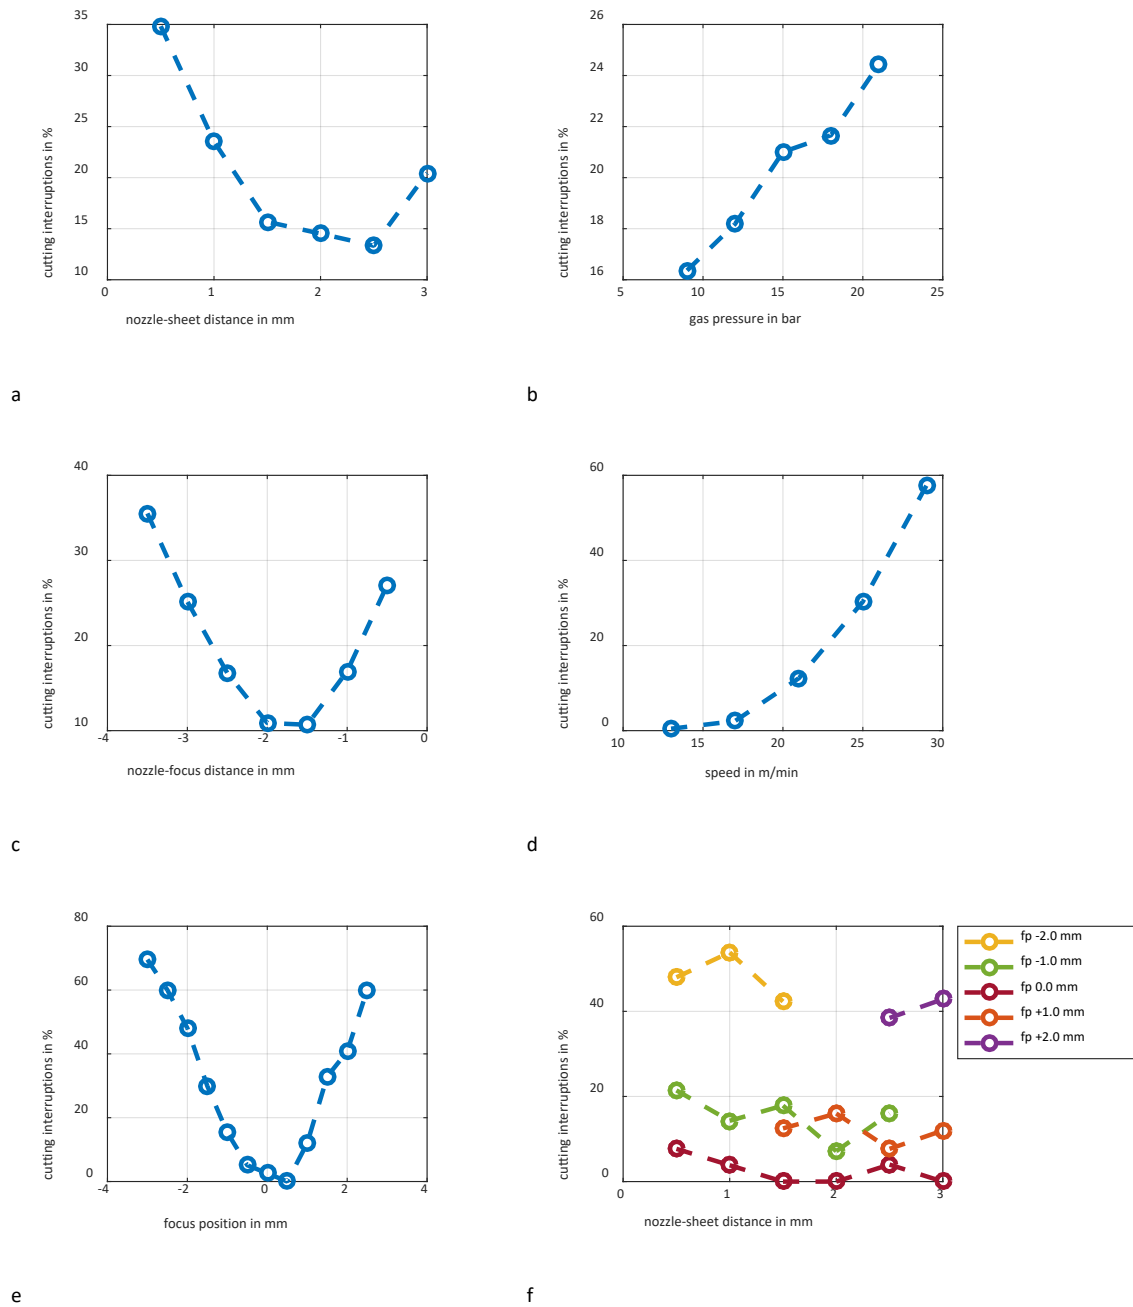 35
30
25
20
15
10
cutting interruptions in %
0 1 2 3
nozzle-sheet distance in mm
a
26
24
22
20
18
16
cutting interruptions in %
5 10 15 20 25
gas pressure in bar
b
40
30
20
10
cutting interruptions in %
-4 -3 -2 -1 0
nozzle-focus distance in mm
c
60
40
20
0
cutting interruptions in %
10 15 20 25 30
speed in m/min
d
80
60
40
20
0
cutting interruptions in %
-4 -2 0 2 4
focus position in mm
e
60
40
20
0
cutting interruptions in %
0 1 2 3
nozzle-sheet distance in mm
fp -2.0 mm
fp -1.0 mm
fp 0.0 mm
fp +1.0 mm
fp +2.0 mm
f